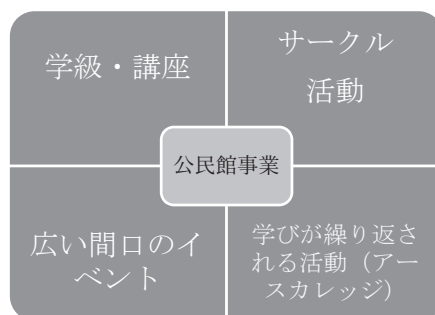 学級・講座
サークル
活動
公民館事業
広い間口のイ
ベント
学びが繰り返さ
れる活動（アー
スカレッジ）